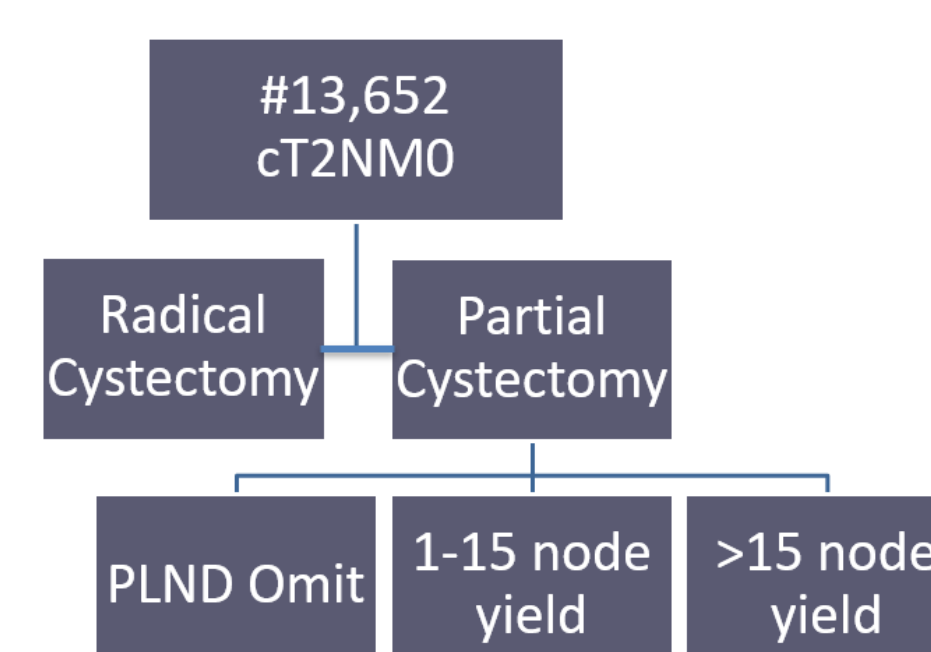 #13,652
cT2NM0
Radical
Cystectomy
Partial
Cystectomy
PLND Omit
1-15 node
yield
>15 node
yield